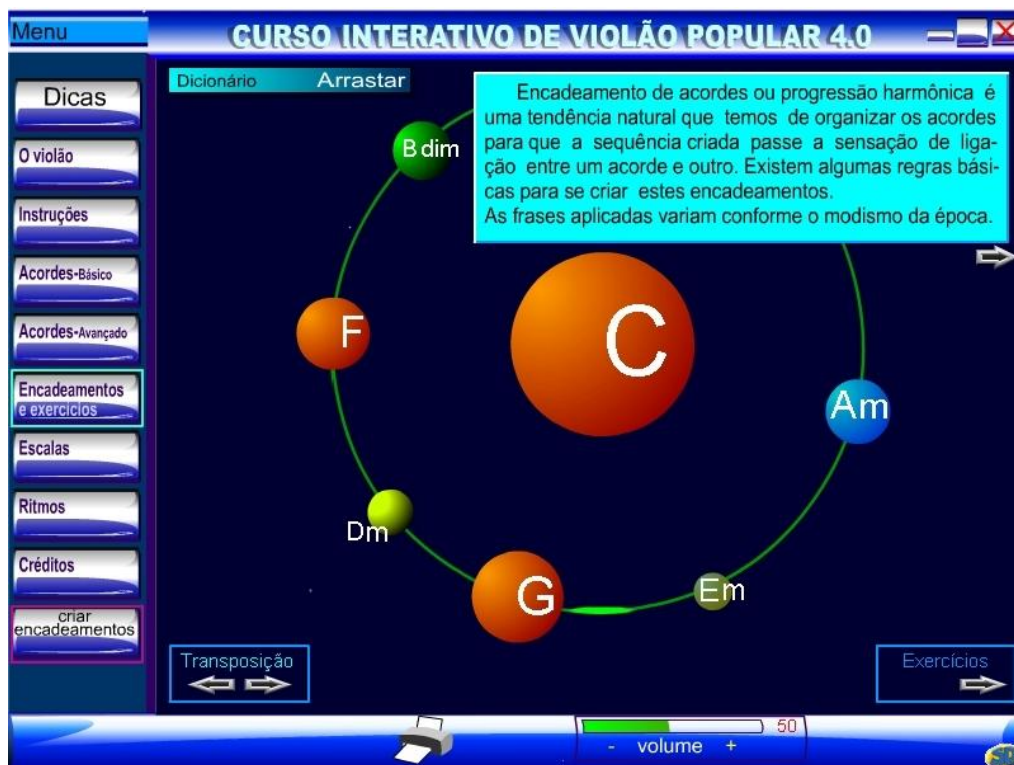 Menu
CURSO INTERATIVO DE VIOLÃO POPULAR 4.0
Dicas
O violão
Instruções
Acordes-Básico
Acordes-Avançado
Encadeamentos
e exercícios
Escalas
Ritmos
Créditos
criar
encadeamentos
Dicionário Arrastar
Encadeamento de acordes ou progressão harmônica é
uma tendência natural que temos de organizar os acordes
para que a sequência criada passe a sensação de liga-
ção entre um acorde e outro. Existem algumas regras bási-
cas para se criar estes encadeamentos.
As frases aplicadas variam conforme o modismo da época.
B dim
F
C
Am
Dm
G
Em
Transposição
Exercícios
50
- volume +